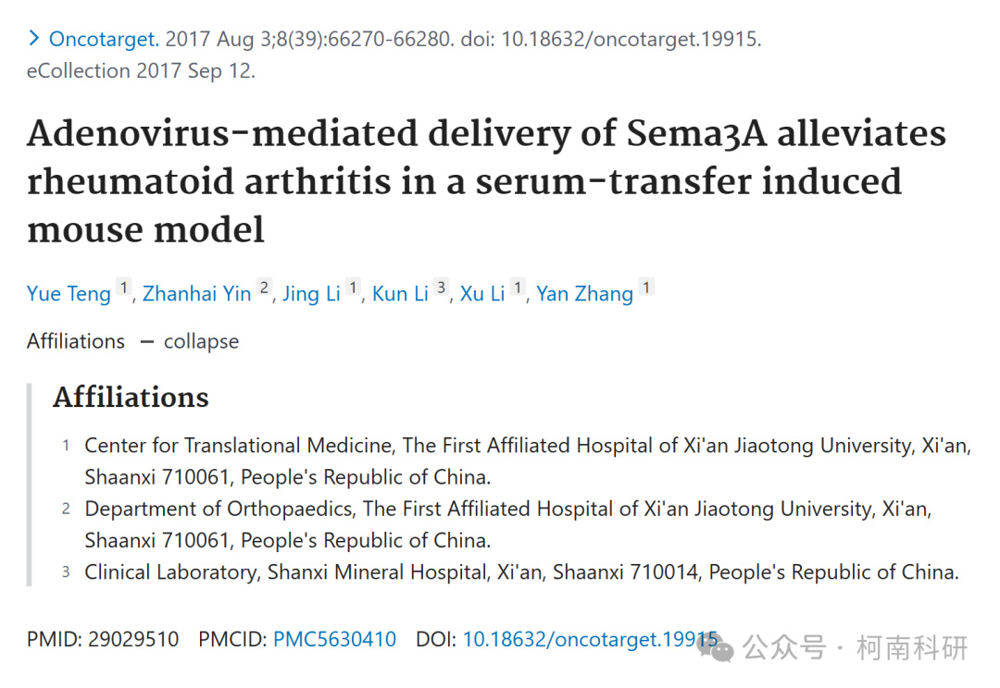 Oncotarget. 2017 Aug 3;8(39):66270-66280. doi: 10.18632/oncotarget.19915.
eCollection 2017 Sep 12.
Adenovirus-mediated delivery of Sema3A alleviates
rheumatoid arthritis in a serum-transfer induced
mouse model
Yue Teng 1, Zhanhai Yin 2, Jing Li 1, Kun Li 3, Xu Li 1, Yan Zhang 1
Affiliations — collapse
Affiliations
1 Center for Translational Medicine, The First Affiliated Hospital of Xi'an Jiaotong University, Xi'an,
Shaanxi 710061, People's Republic of China.
2 Department of Orthopaedics, The First Affiliated Hospital of Xi'an Jiaotong University, Xi'an,
Shaanxi 710061, People's Republic of China.
3 Clinical Laboratory, Shanxi Mineral Hospital, Xi'an, Shaanxi 710014, People's Republic of China.
PMID: 29029510 PMCID: PMC5630410 DOI: 10.18632/oncotarget.19915
公众号 · 柯南科研